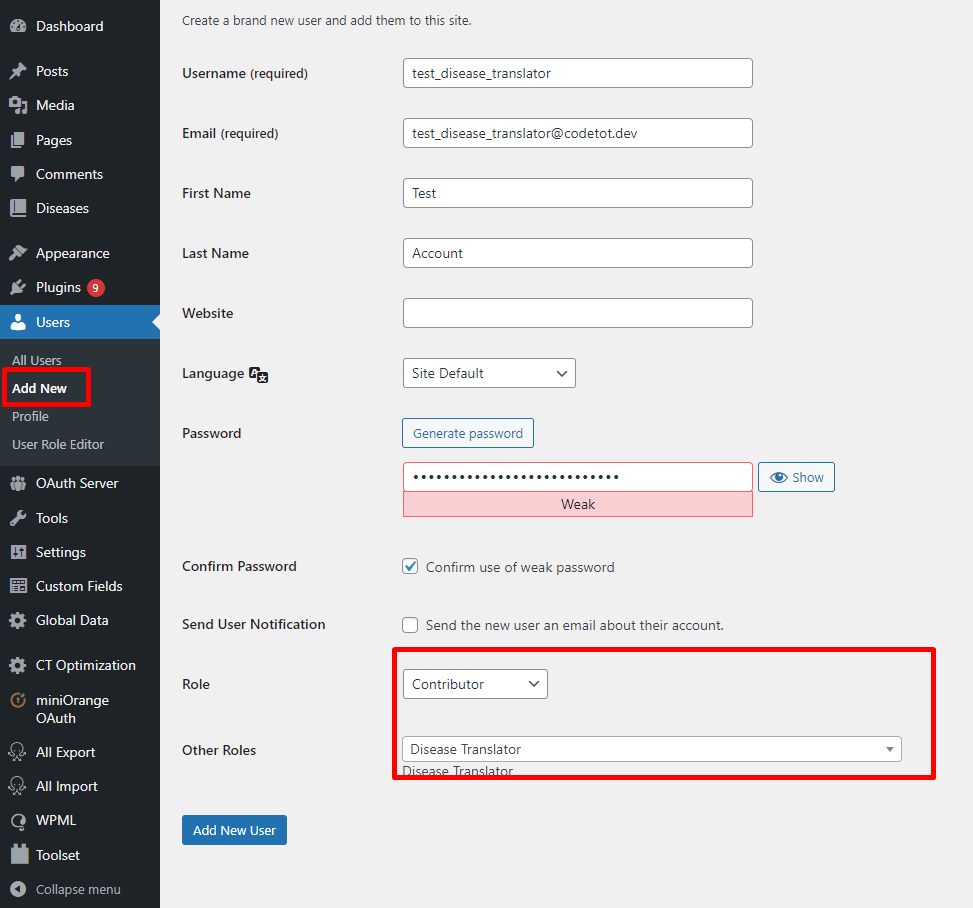 Dashboard
Posts
Media
Pages
Comments
Diseases
Appearance
Plugins 9
Users
All Users
Add New
Profile
User Role Editor
OAuth Server
Tools
Settings
Custom Fields
Global Data
CT Optimization
miniOrange
OAuth
All Export
All Import
WPML
Toolset
Collapse menu
Create a brand new user and add them to this site.
Username (required)
test_disease_translator
Email (required)
test_disease_translator@codetot.dev
First Name
Test
Last Name
Account
Website
Language
Site Default
Password
Generate password
Show
Weak
Confirm Password
Confirm use of weak password
Send User Notification
Send the new user an email about their account.
Role
Contributor
Other Roles
Disease Translator
Disease Translator
Add New User